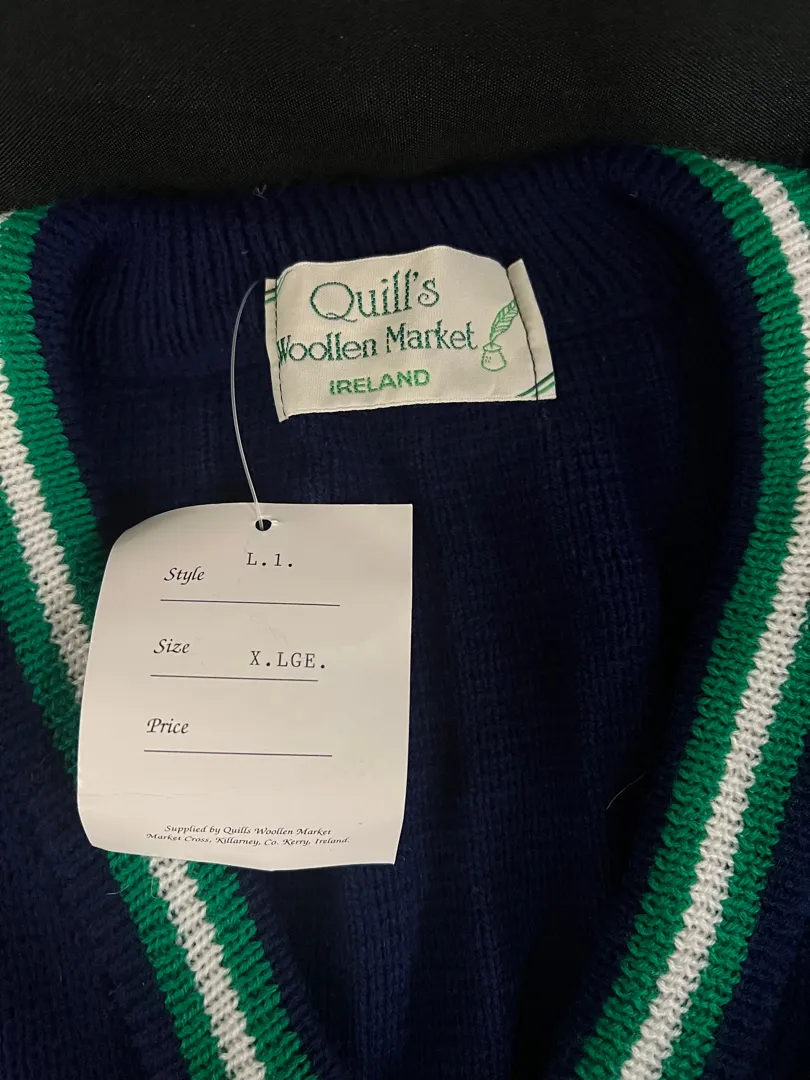 Quill's
Woollen Market
IRELAND
L.1.
Style
Size X.LGE.
Price
Supplied by Quills Woollen Market
Market Cross, Killarney, Co. Kerry, Ireland.